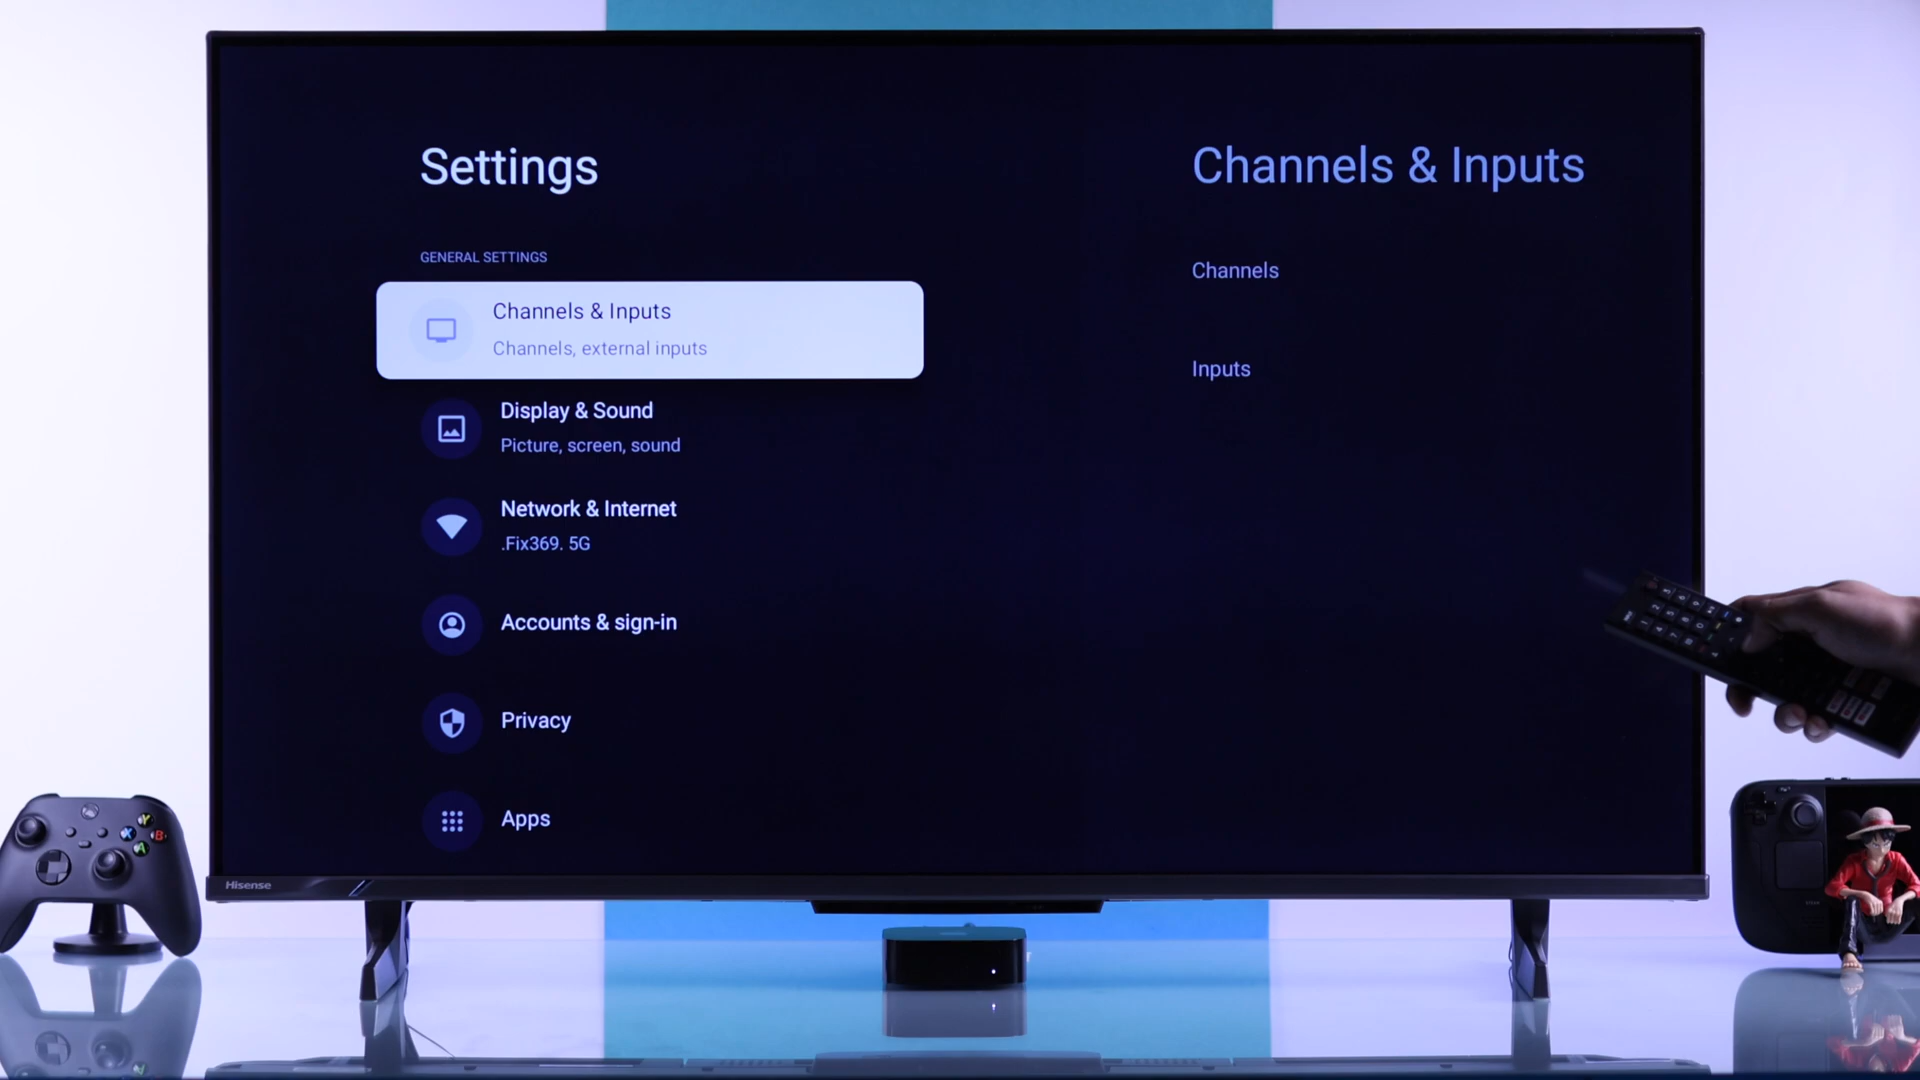 Settings
GENERAL SETTINGS
Channels & Inputs
Channels, external inputs
Display & Sound
Picture, screen, sound
Network & Internet
.Fix369. 5G
Accounts & sign-in
Privacy
Apps
Channels & Inputs
Channels
Inputs
Hisense
Y
X
B
A